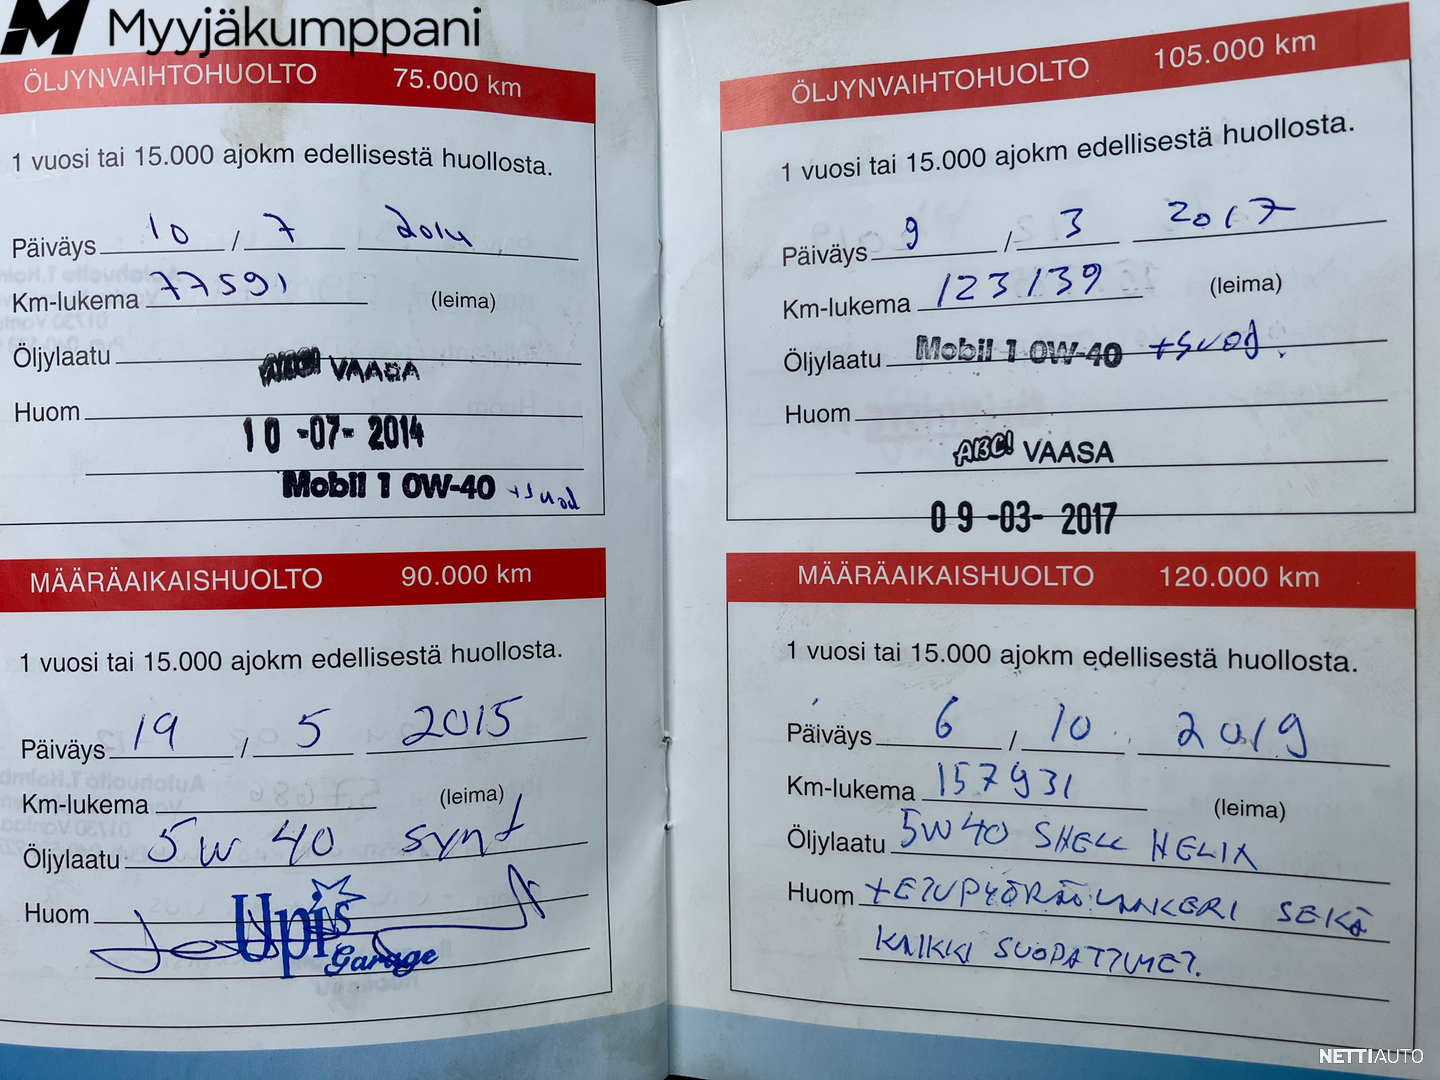 Myyjäkumppani
ÖLJYNVAIHTOHUOLTO 75.000 km
1 vuosi tai 15.000 ajokm edellisestä huollosta.
Päiväys 10 / 7 2014
Km-lukema 77591 (leima)
Öljylaatu
ABC! VAASA
Huom
10 -07- 2014
Mobil 1 0W-40 + suod
MÄÄRÄAIKAISHUOLTO 90.000 km
1 vuosi tai 15.000 ajokm edellisestä huollosta.
Päiväys 19 / 5 2015
Km-lukema (leima)
Öljylaatu 5W 40 synt
Huom
Upi's
Garage
ÖLJYNVAIHTOHUOLTO 105.000 km
1 vuosi tai 15.000 ajokm edellisestä huollosta.
Päiväys 9 / 3 2017
Km-lukema 123139 (leima)
Öljylaatu Mobil 1 0W-40 + suod.
Huom
ABC! VAASA
09 -03- 2017
MÄÄRÄAIKAISHUOLTO 120.000 km
1 vuosi tai 15.000 ajokm edellisestä huollosta.
Päiväys 6 / 10 2019
Km-lukema 157931 (leima)
Öljylaatu 5W40 SHELL HELIX
Huom + ETUPYÖRÄNLAAKERI SEKÄ
KAIKKI SUODATTIMET.
NETTIAUTO